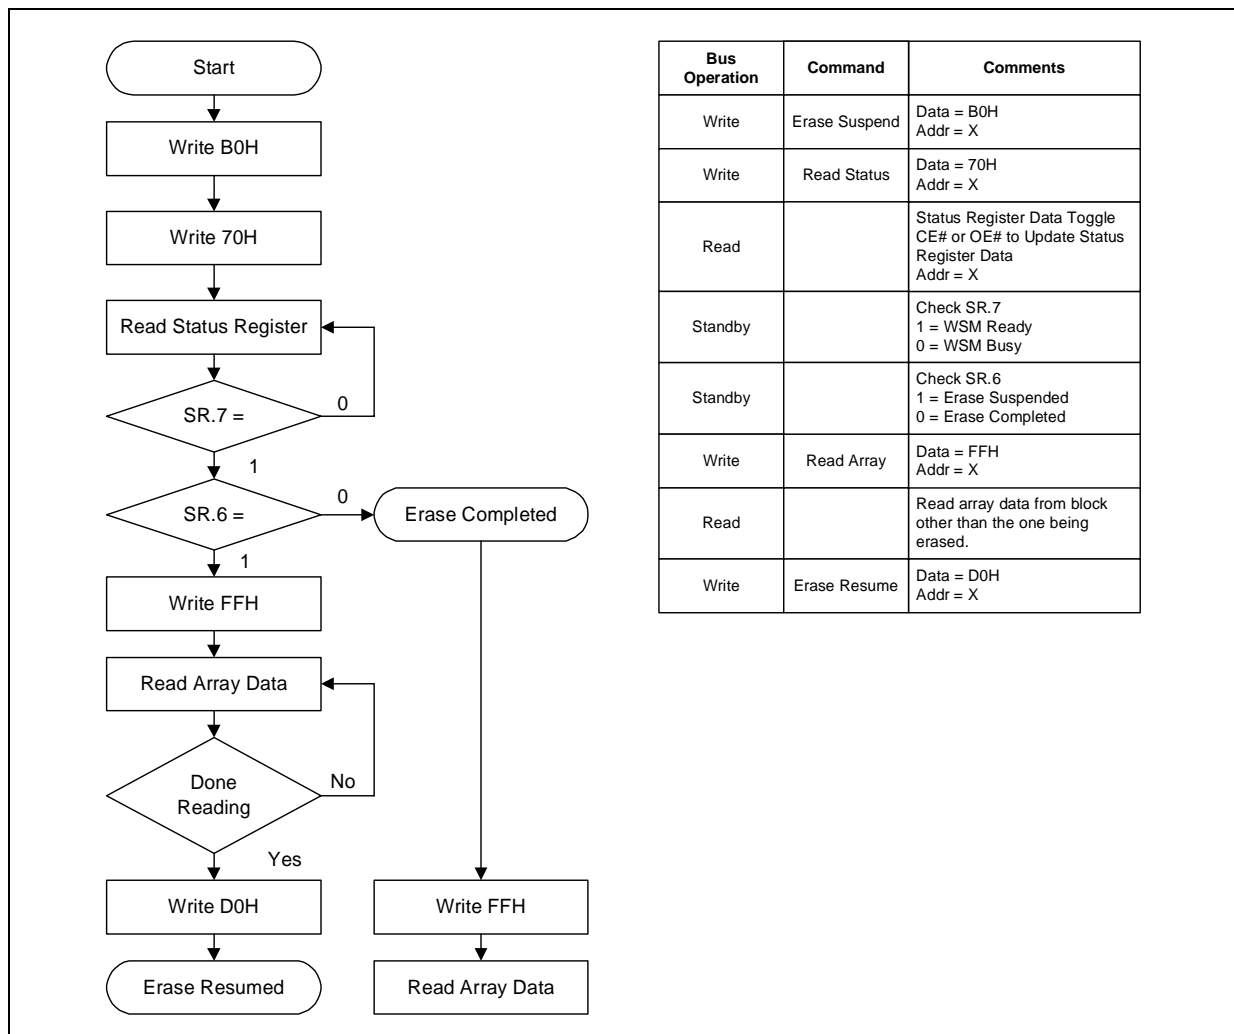 Start
Write B0H
Write 70H
Read Status Register
SR.7 =
0
1
SR.6 =
0
Erase Completed
1
Write FFH
Read Array Data
Done
Reading
No
Yes
Write D0H
Write FFH
Erase Resumed
Read Array Data
Bus
Operation
Command
Comments
Write
Erase Suspend
Data = B0H
Addr = X
Write
Read Status
Data = 70H
Addr = X
Read
Status Register Data Toggle
CE# or OE# to Update Status
Register Data
Addr = X
Standby
Check SR.7
1 = WSM Ready
0 = WSM Busy
Standby
Check SR.6
1 = Erase Suspended
0 = Erase Completed
Write
Read Array
Data = FFH
Addr = X
Read
Read array data from block
other than the one being
erased.
Write
Erase Resume
Data = D0H
Addr = X